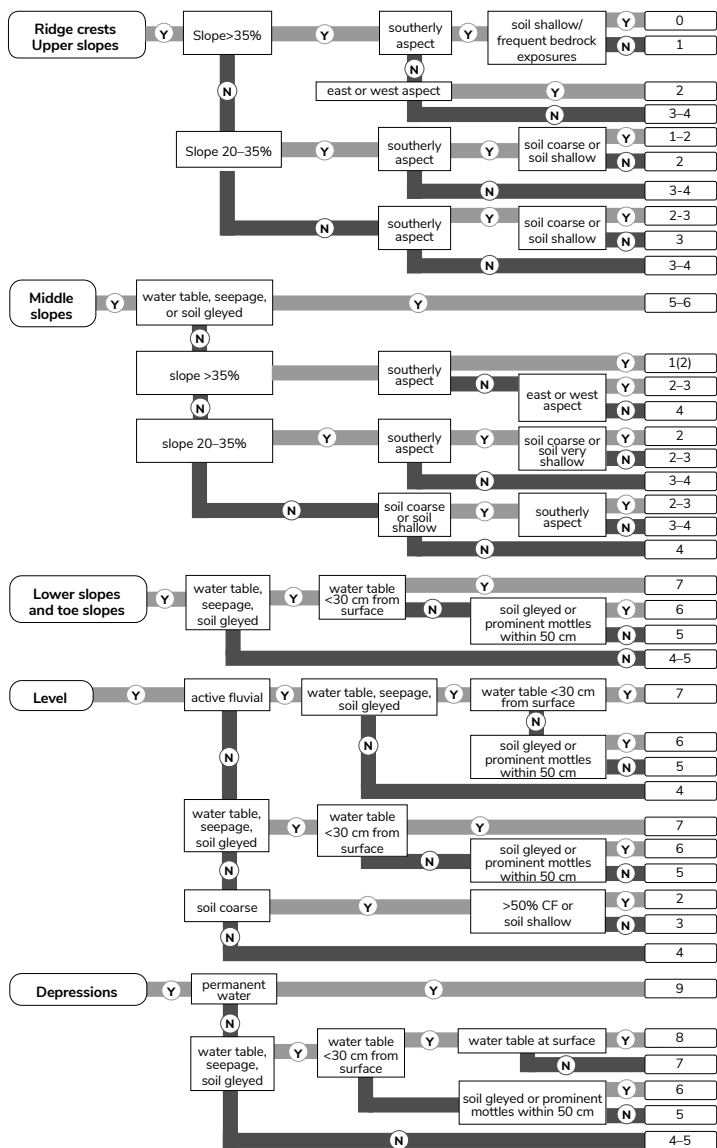 Ridge crests
Upper slopes
Y
Slope>35%
Y
southerly
aspect
Y
soil shallow/
frequent bedrock
exposures
Y
0
N
1
N
N
east or west aspect
Y
2
N
3–4
Slope 20–35%
Y
southerly
aspect
Y
soil coarse or
soil shallow
Y
1–2
N
2
N
3-4
N
southerly
aspect
Y
soil coarse or
soil shallow
Y
2-3
N
3
N
3–4
Middle
slopes
Y
water table, seepage,
or soil gleyed
Y
5–6
N
slope >35%
southerly
aspect
Y
1(2)
N
east or west
aspect
Y
2–3
N
4
N
slope 20–35%
Y
southerly
aspect
Y
soil coarse or
soil very
shallow
Y
2
N
2–3
N
3–4
N
soil coarse
or soil
shallow
Y
southerly
aspect
Y
2–3
N
3–4
N
4
Lower slopes
and toe slopes
Y
water table,
seepage,
soil gleyed
Y
water table
<30 cm from
surface
Y
7
N
soil gleyed or
prominent mottles
within 50 cm
Y
6
N
5
N
4–5
Level
Y
active fluvial
Y
water table, seepage,
soil gleyed
Y
water table <30 cm
from surface
Y
7
N
soil gleyed or
prominent mottles
within 50 cm
Y
6
N
5
N
4
N
water table,
seepage,
soil gleyed
Y
water table
<30 cm from
surface
Y
7
N
soil gleyed or
prominent mottles
within 50 cm
Y
6
N
5
N
soil coarse
Y
>50% CF or
soil shallow
Y
2
N
3
N
4
Depressions
Y
permanent
water
Y
9
N
water table,
seepage,
soil gleyed
Y
water table
<30 cm from
surface
Y
water table at surface
Y
8
N
7
soil gleyed or prominent
mottles within 50 cm
Y
6
N
5
N
4–5